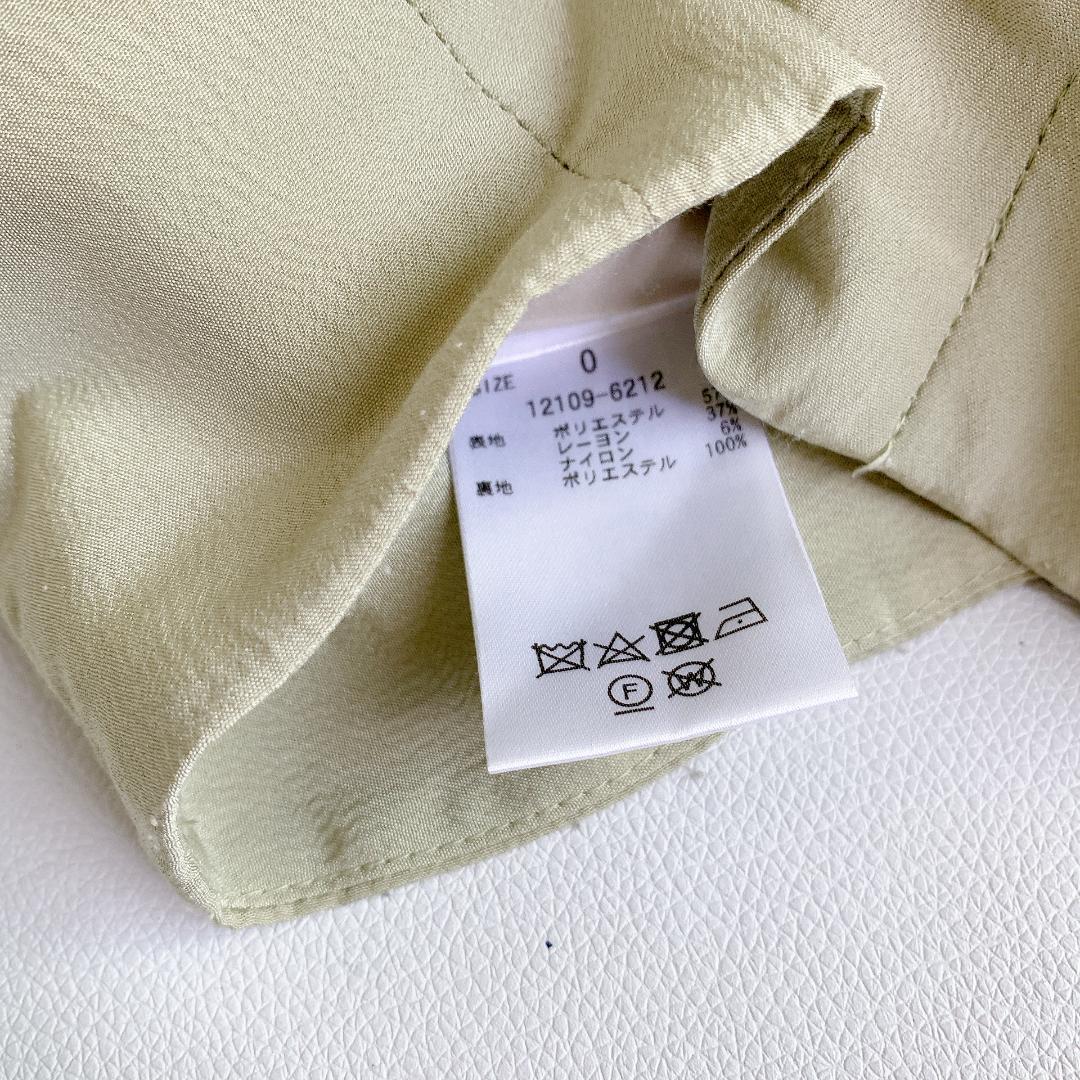 SIZE 0
12109-6212
表地 ポリエステル 57%
レーヨン 37%
ナイロン 6%
裏地 ポリエステル 100%
F W